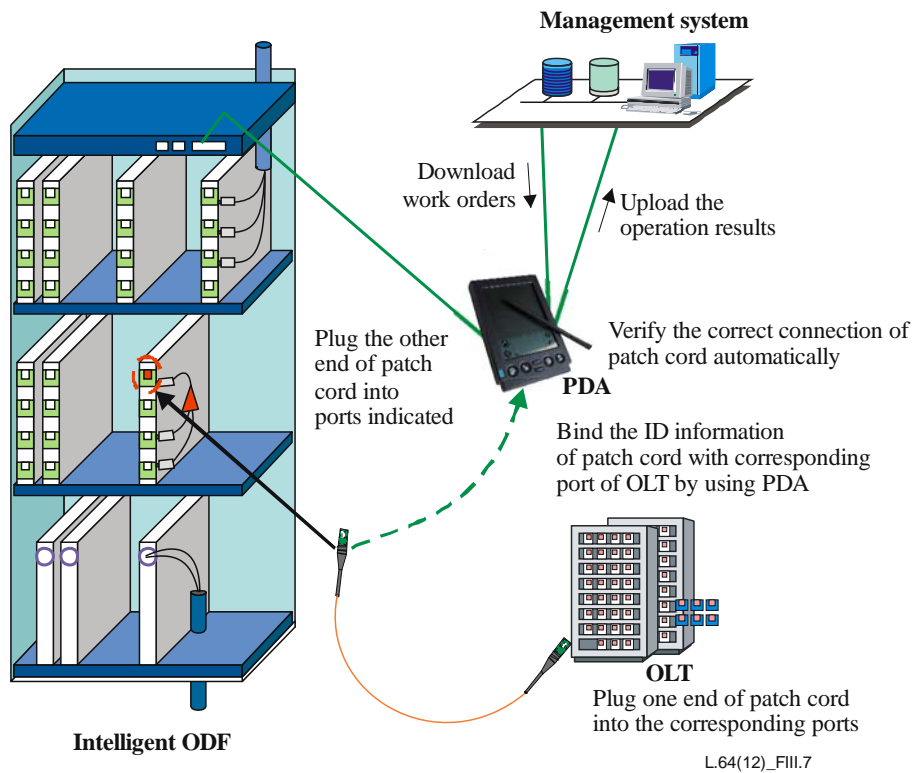 Management system
Download
work orders
Upload the
operation results
Plug the other
end of patch
cord into
ports indicated
Verify the correct connection of
patch cord automatically
PDA
Bind the ID information
of patch cord with corresponding
port of OLT by using PDA
OLT
Plug one end of patch cord
into the corresponding ports
Intelligent ODF
L.64(12)_FIII.7